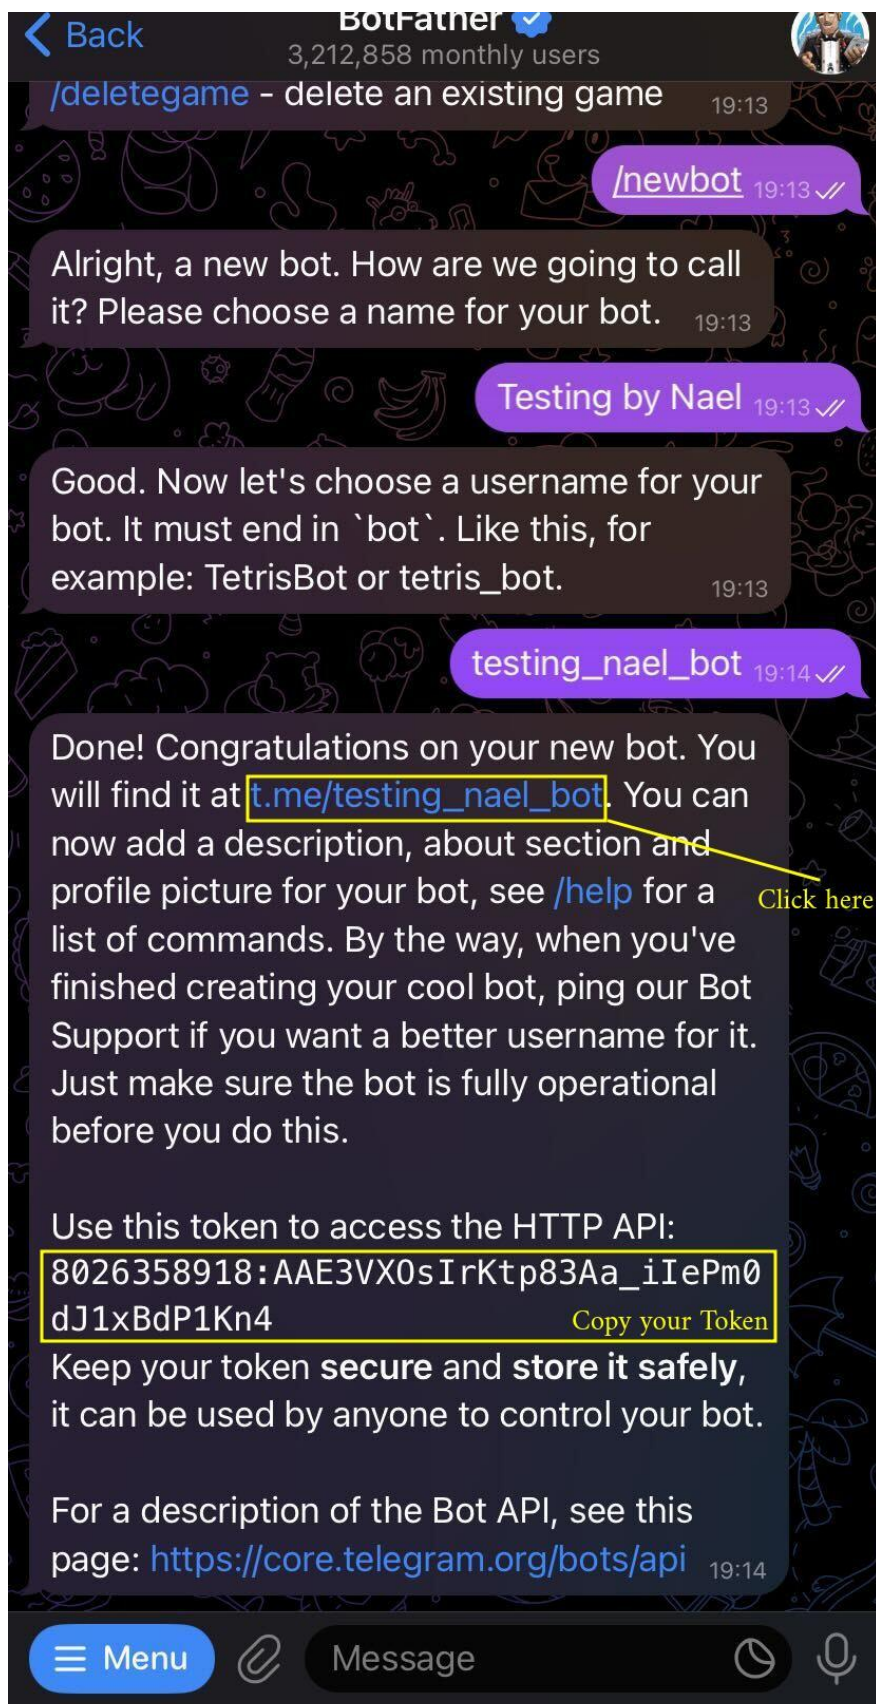 Back
BotFather
3,212,858 monthly users
/deletegame - delete an existing game 19:13
/newbot 19:13
Alright, a new bot. How are we going to call
it? Please choose a name for your bot. 19:13
Testing by Nael 19:13
Good. Now let's choose a username for your
bot. It must end in `bot`. Like this, for
example: TetrisBot or tetris_bot. 19:13
testing_nael_bot 19:14
Done! Congratulations on your new bot. You
will find it at t.me/testing_nael_bot. You can
now add a description, about section and
profile picture for your bot, see /help for a
Click here
list of commands. By the way, when you've
finished creating your cool bot, ping our Bot
Support if you want a better username for it.
Just make sure the bot is fully operational
before you do this.
Use this token to access the HTTP API:
8026358918:AAE3VXOsIrKtp83Aa_iIePm0
dJ1xBdP1Kn4 Copy your Token
Keep your token secure and store it safely,
it can be used by anyone to control your bot.
For a description of the Bot API, see this
page: https://core.telegram.org/bots/api 19:14
Menu
Message